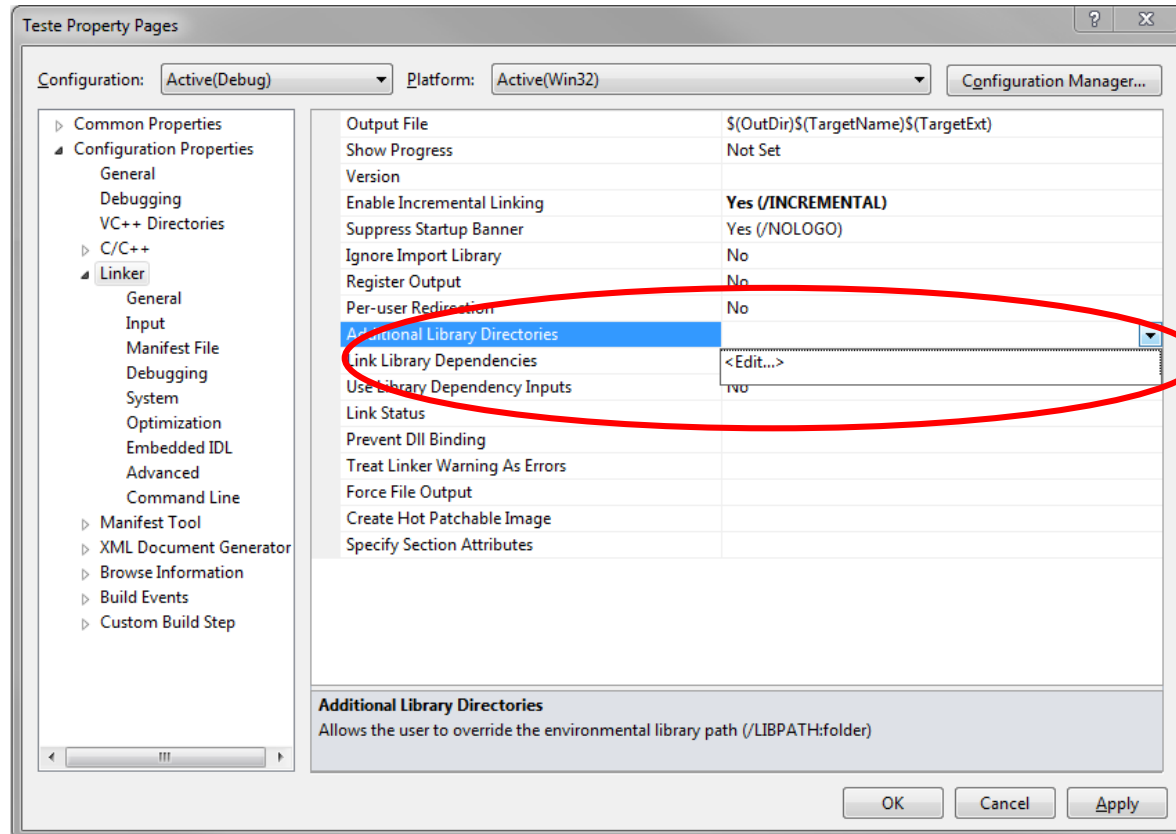 Teste Property Pages
Configuration: Active(Debug) Platform: Active(Win32) Configuration Manager...
Common Properties
Configuration Properties
General
Debugging
VC++ Directories
C/C++
Linker
General
Input
Manifest File
Debugging
System
Optimization
Embedded IDL
Advanced
Command Line
Manifest Tool
XML Document Generator
Browse Information
Build Events
Custom Build Step
Output File $(OutDir)$(TargetName)$(TargetExt)
Show Progress Not Set
Version
Enable Incremental Linking Yes (/INCREMENTAL)
Suppress Startup Banner Yes (/NOLOGO)
Ignore Import Library No
Register Output No
Per-user Redirection No
Additional Library Directories
Link Library Dependencies <Edit...>
Use Library Dependency Inputs No
Link Status
Prevent Dll Binding
Treat Linker Warning As Errors
Force File Output
Create Hot Patchable Image
Specify Section Attributes
Additional Library Directories
Allows the user to override the environmental library path (/LIBPATH:folder)
OK Cancel Apply